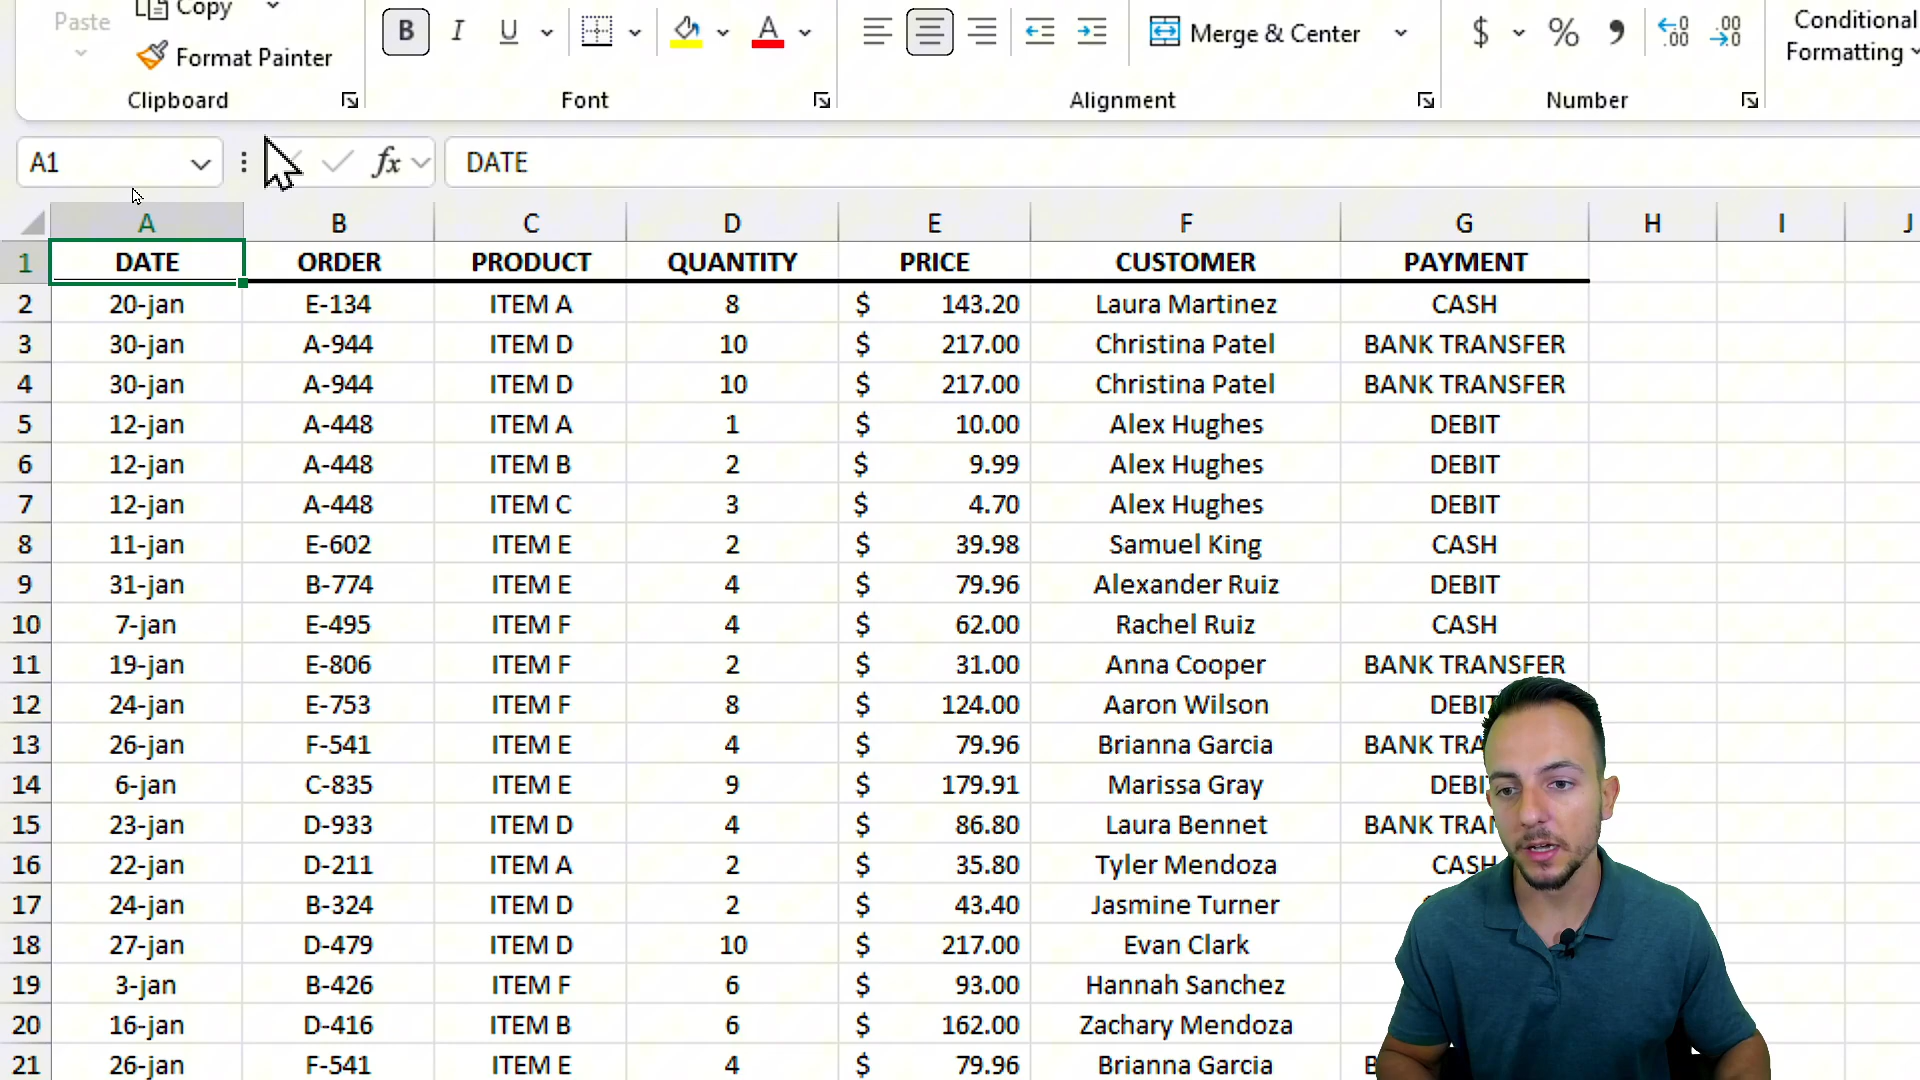 Paste
Copy
Format Painter
Clipboard
B I U A
Font
Merge & Center
Alignment
$ % ,
Number
Conditional
Formatting
A1 fx DATE
A B C D E F G H I J
1 DATE ORDER PRODUCT QUANTITY PRICE CUSTOMER PAYMENT
2 20-jan E-134 ITEM A 8 $ 143.20 Laura Martinez CASH
3 30-jan A-944 ITEM D 10 $ 217.00 Christina Patel BANK TRANSFER
4 30-jan A-944 ITEM D 10 $ 217.00 Christina Patel BANK TRANSFER
5 12-jan A-448 ITEM A 1 $ 10.00 Alex Hughes DEBIT
6 12-jan A-448 ITEM B 2 $ 9.99 Alex Hughes DEBIT
7 12-jan A-448 ITEM C 3 $ 4.70 Alex Hughes DEBIT
8 11-jan E-602 ITEM E 2 $ 39.98 Samuel King CASH
9 31-jan B-774 ITEM E 4 $ 79.96 Alexander Ruiz DEBIT
10 7-jan E-495 ITEM F 4 $ 62.00 Rachel Ruiz CASH
11 19-jan E-806 ITEM F 2 $ 31.00 Anna Cooper BANK TRANSFER
12 24-jan E-753 ITEM F 8 $ 124.00 Aaron Wilson DEBIT
13 26-jan F-541 ITEM E 4 $ 79.96 Brianna Garcia BANK
14 6-jan C-835 ITEM E 9 $ 179.91 Marissa Gray
15 23-jan D-933 ITEM D 4 $ 86.80 Laura Bennet BANK
16 22-jan D-211 ITEM A 2 $ 35.80 Tyler Mendoza CASH
17 24-jan B-324 ITEM D 2 $ 43.40 Jasmine Turner
18 27-jan D-479 ITEM D 10 $ 217.00 Evan Clark
19 3-jan B-426 ITEM F 6 $ 93.00 Hannah Sanchez
20 16-jan D-416 ITEM B 6 $ 162.00 Zachary Mendoza
21 26-jan F-541 ITEM E 4 $ 79.96 Brianna Garcia